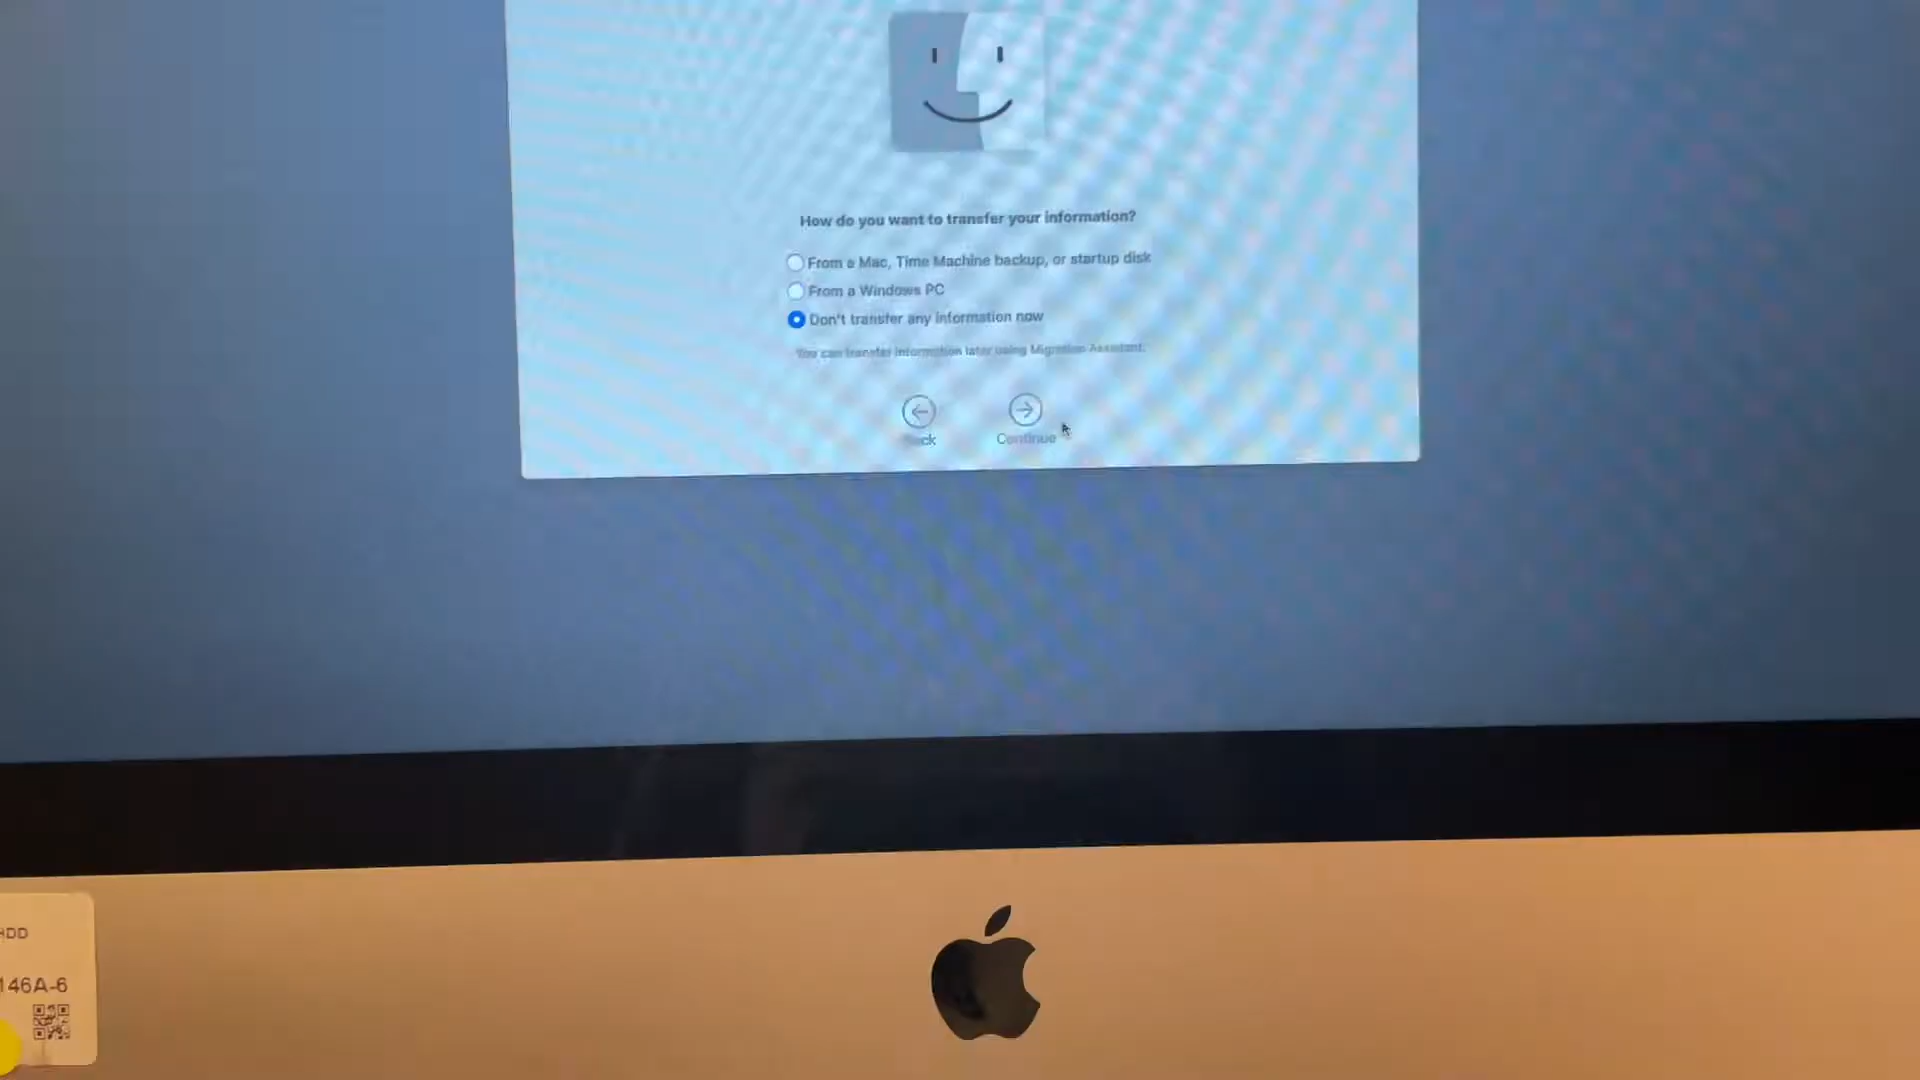 How do you want to transfer your information?
From a Mac, Time Machine backup, or startup disk
From a Windows PC
Don't transfer any information now
You can transfer information later using Migration Assistant.
Back
Continue
HDD
146A-6